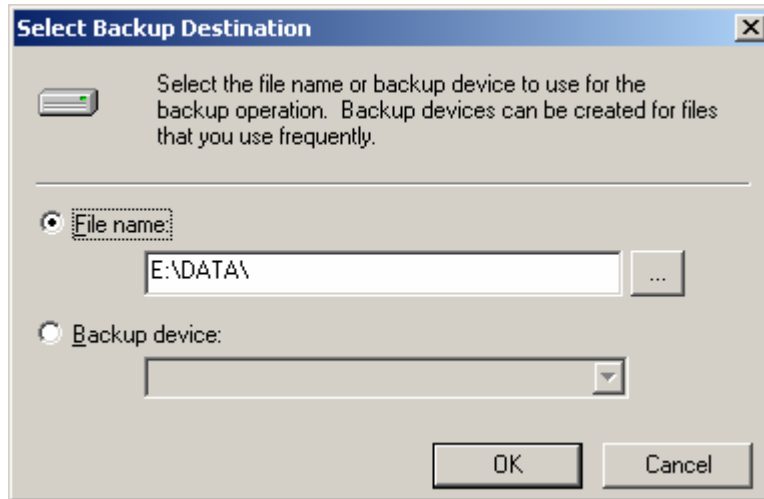 Select Backup Destination
Select the file name or backup device to use for the
backup operation.  Backup devices can be created for files
that you use frequently.
File name:
E:\DATA\
...
Backup device:
OK
Cancel